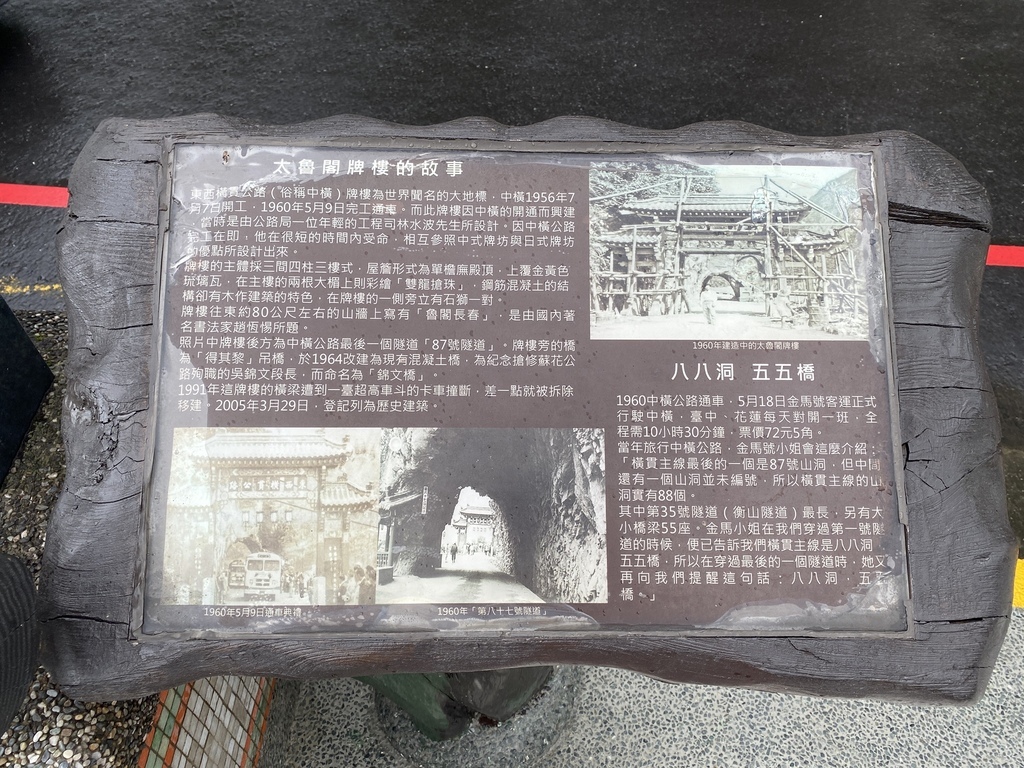 太魯閣牌樓的故事
東西橫貫公路（俗稱中橫）牌樓為世界聞名的大地標，中橫1956年7
月7日開工，1960年5月9日完工通車。而此牌樓因中橫的開通而興建
，當時是由公路局一位年輕的工程司林水波先生所設計。因中橫公路
完工在即，他在很短的時間內受命，相互參照中式牌坊與日式牌坊
的優點所設計出來。
牌樓的主體採三間四柱三樓式，屋簷形式為單檐廡殿頂，上覆金黃色
琉璃瓦，在主樓的兩根大楣上則彩繪「雙龍搶珠」，鋼筋混凝土的結
構卻有木作建築的特色，在牌樓的一側旁立有石獅一對。
牌樓往東約80公尺左右的山牆上寫有「魯閣長春」，是由國內著
名書法家趙恆惕所題。
照片中牌樓後方為中橫公路最後一個隧道「87號隧道」。牌樓旁的橋
為「得其黎」吊橋，於1964改建為現有混凝土橋，為紀念搶修蘇花公
路殉職的吳錦文段長，而命名「錦文橋」。
1991年這牌樓的橫梁遭到一臺超高車斗的卡車撞斷，差一點就被拆除
移建。2005年3月29日，登記列為歷史建築。
1960年建造中的太魯閣牌樓
八八洞 五五橋
1960中橫公路通車，5月18日金馬號客運正式
行駛中橫，臺中、花蓮每天對開一班，全
程需10小時30分鐘，票價72元5角。
當年旅行中橫公路，金馬號小姐會這麼介紹：
「橫貫主線最後的一個是87號山洞，但中間
還有一個山洞並未編號，所以橫貫主線的山
洞實有88個。
其中第35號隧道（衡山隧道）最長，另有大
小橋梁55座。金馬小姐在我們穿過第一號隧
道的時候，便已告訴我們橫貫主線是八八洞，
五五橋，所以在穿過最後的一個隧道時，她又
再向我們提醒這句話：八八洞，五五
橋。」
東西橫貫公路
1960年5月9日通車典禮
1960年「第八十七號隧道」